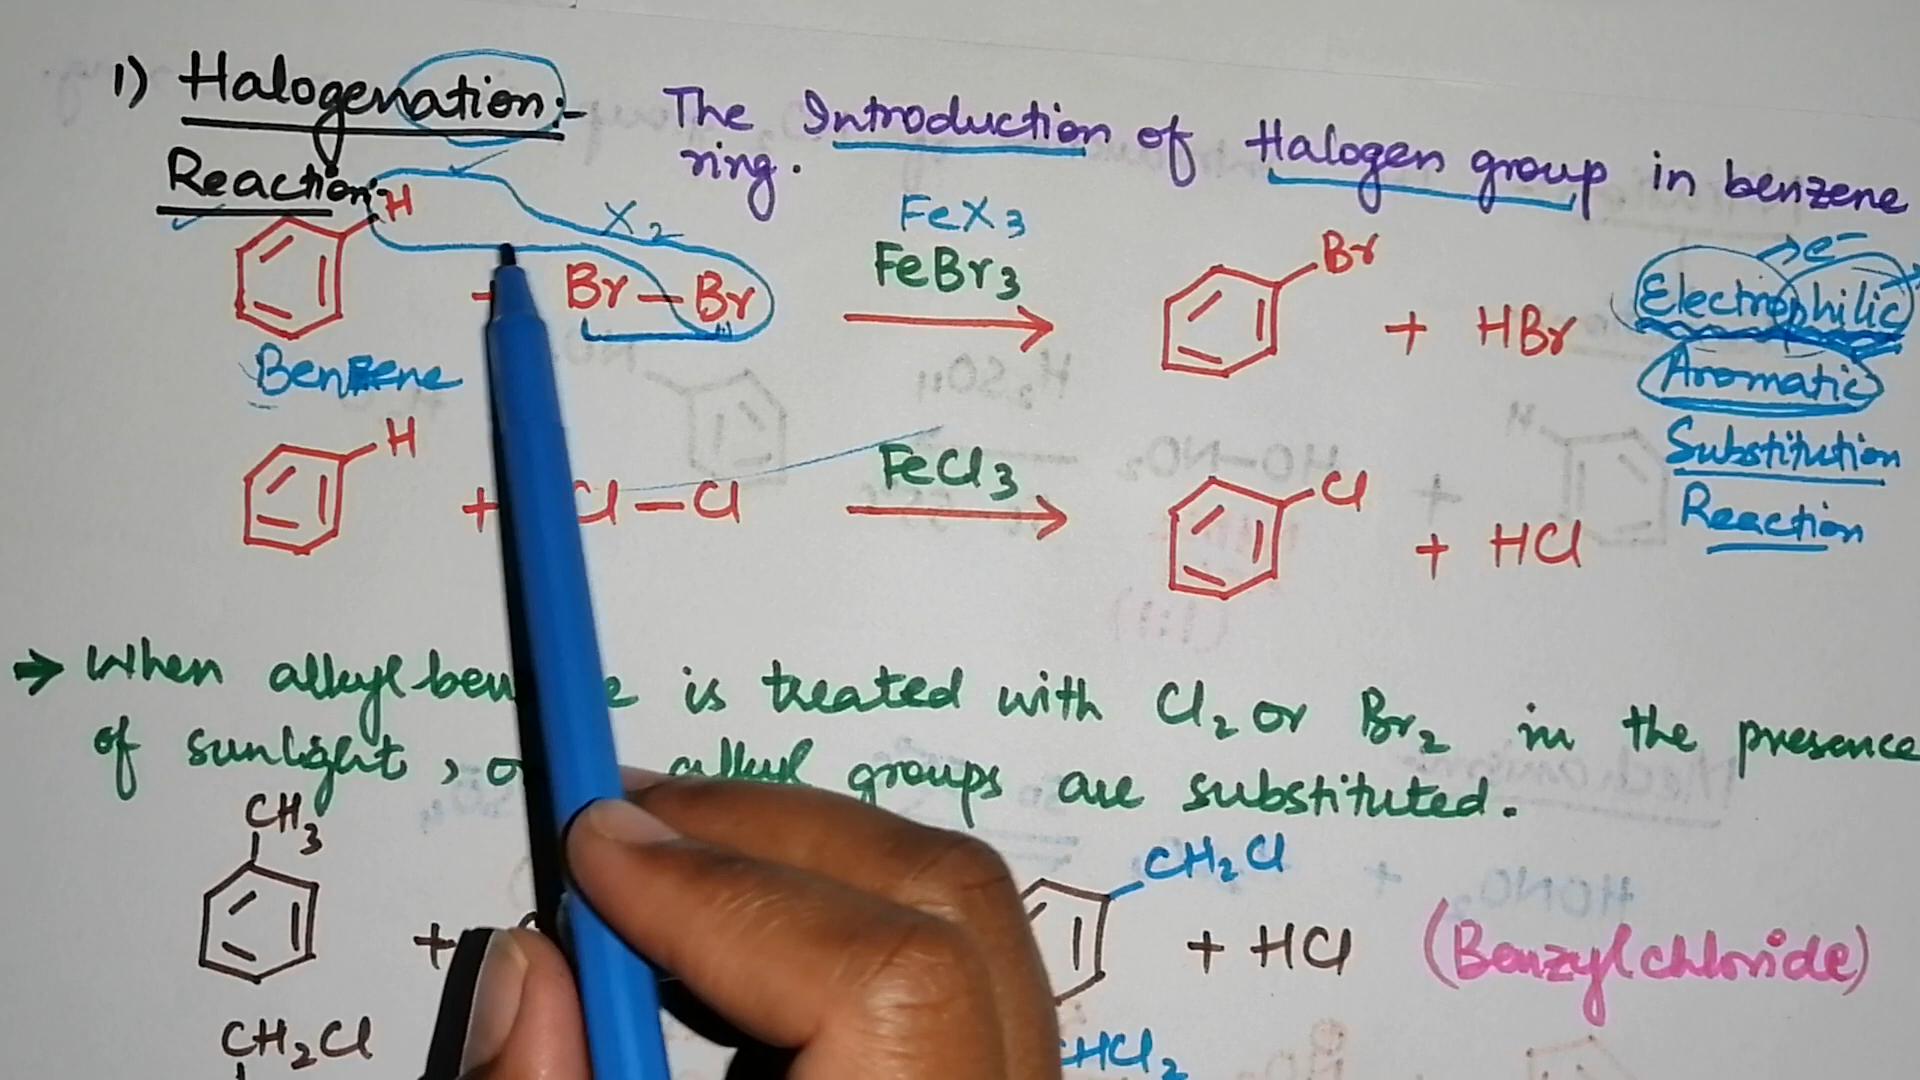 1) Halogenation:- The Introduction of Halogen group in benzene
Reaction: ring.
H X2 FeX3
Br — Br FeBr3 Br + HBr
Benzene
e-
Electrophilic
Aromatic
Substitution
Reaction
H + Cl — Cl FeCl3 Cl + HCl
→ When alkyl is treated with Cl2 or Br2 in the presence
of sunlight, alkyl groups are substituted.
CH3 + CH2Cl + HCl (Benzylchloride)
CH2Cl CHCl2